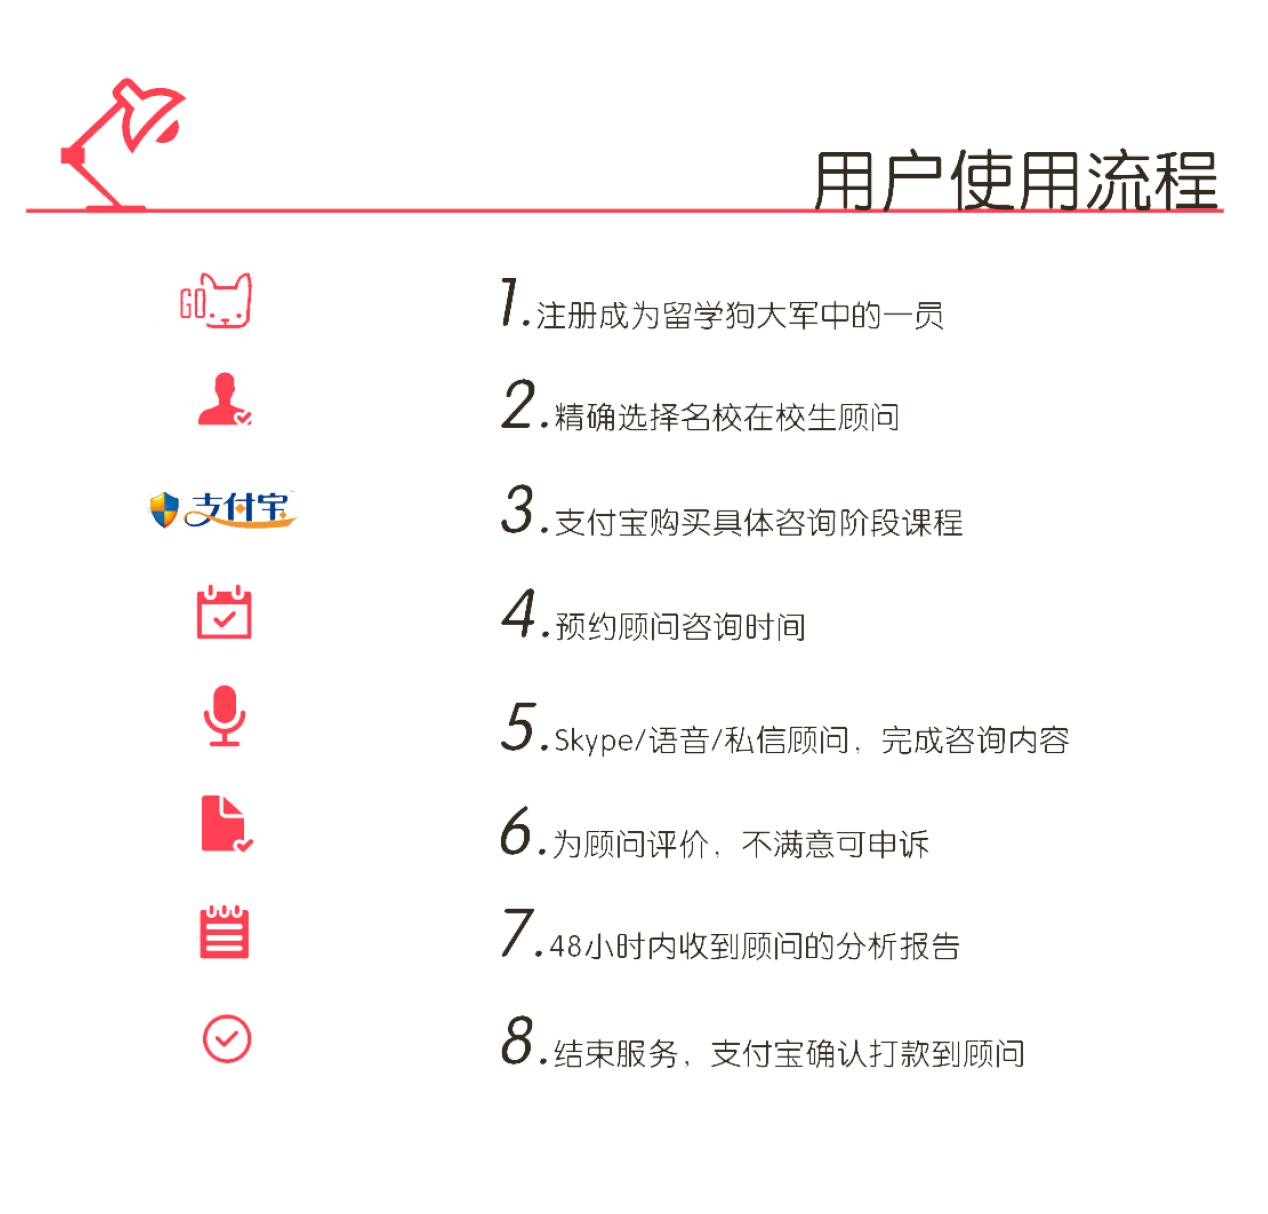 用户使用流程
GO
1.注册成为留学狗大军中的一员
2.精确选择名校在校生顾问
支付宝
3.支付宝购买具体咨询阶段课程
4.预约顾问咨询时间
5.Skype/语音/私信顾问，完成咨询内容
6.为顾问评价，不满意可申诉
7.48小时内收到顾问的分析报告
8.结束服务，支付宝确认打款到顾问